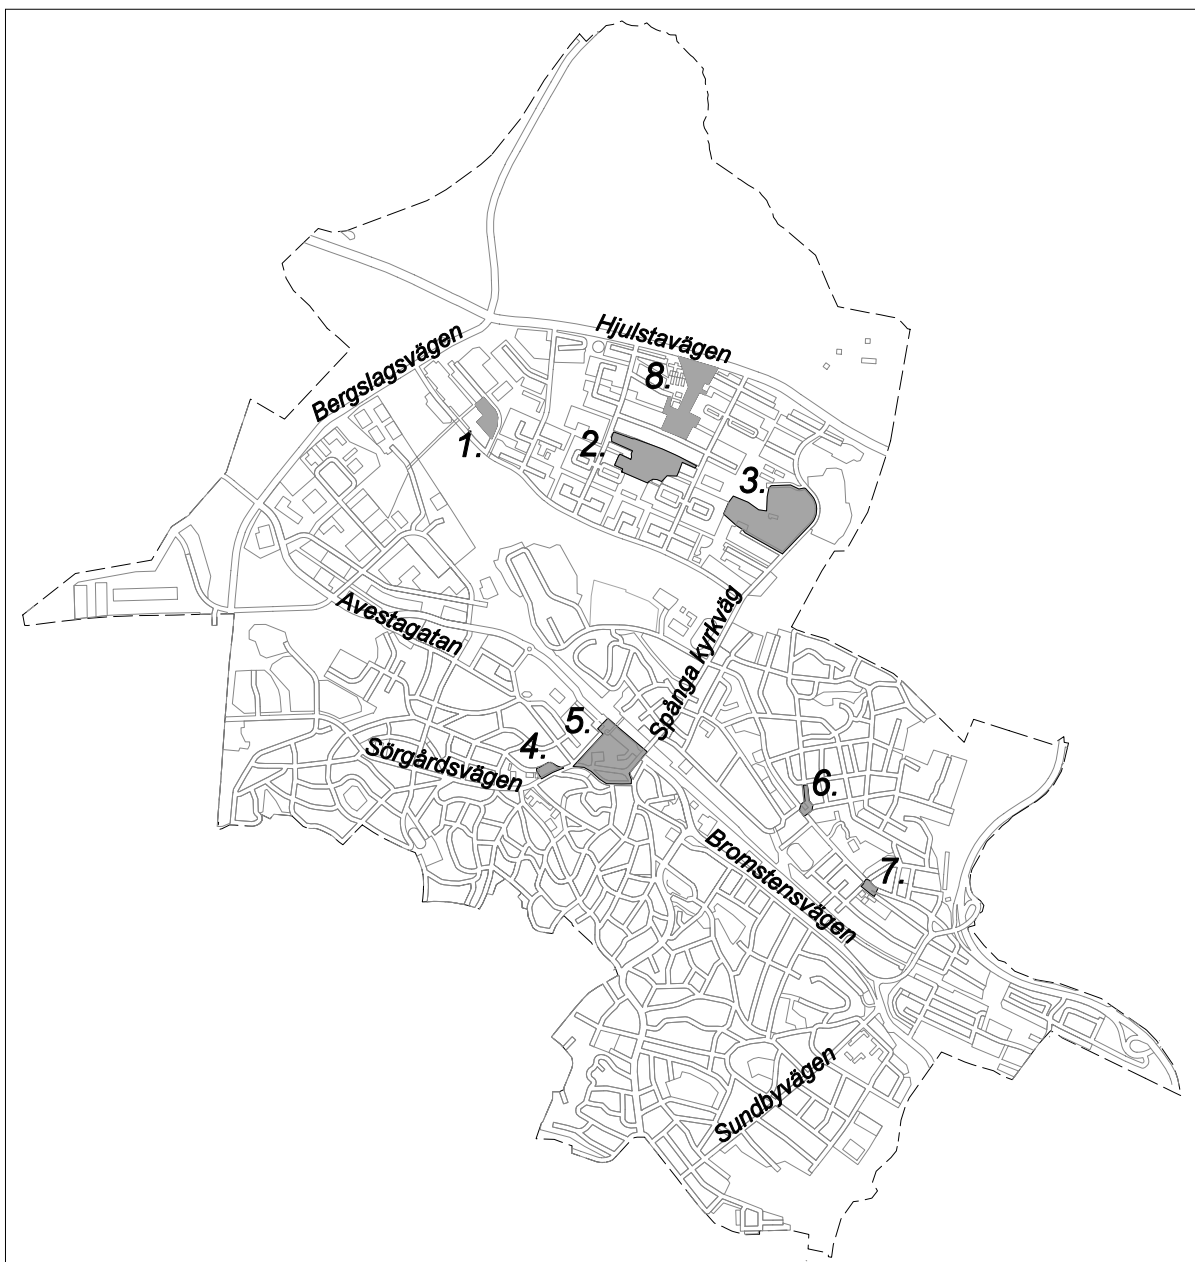 Hjulstavägen
Bergslagsvägen
8.
1.
2.
3.
Avestagatan
Spånga kyrkväg
5.
4.
Sörgårdsvägen
6.
Bromstensvägen
7.
Sundbyvägen